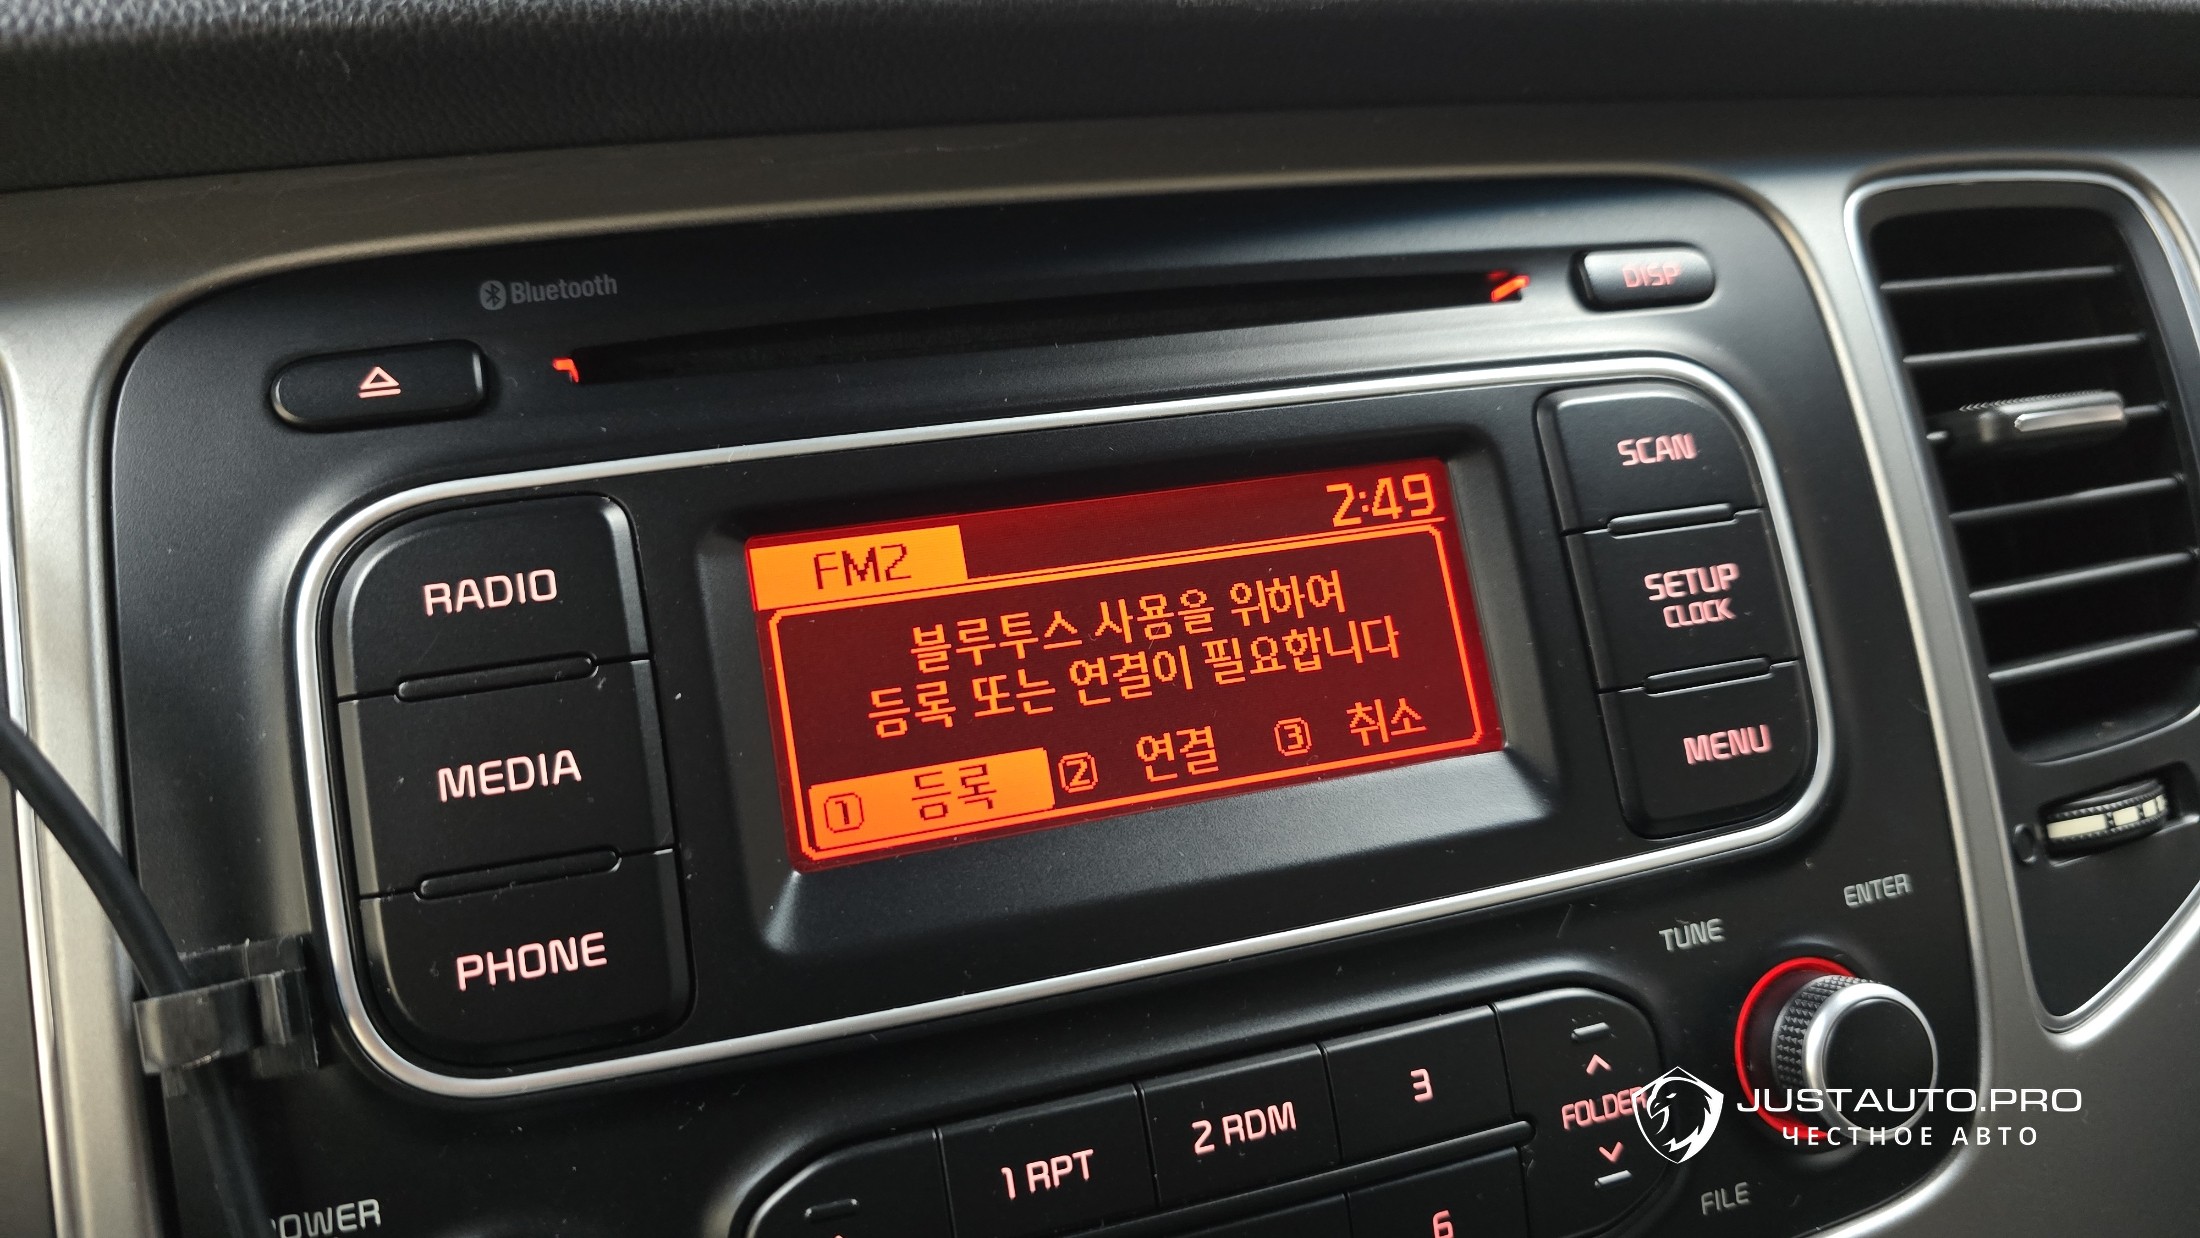 Bluetooth
DISP
SCAN
SETUP
CLOCK
MENU
RADIO
MEDIA
PHONE
FM2
2:49
블루투스 사용을 위하여
등록 또는 연결이 필요합니다
① 등록 ② 연결 ③ 취소
ENTER
TUNE
1 RPT
2 RDM
3
FOLDER
6
FILE
POWER
JUSTAUTO.PRO
ЧЕСТНОЕ АВТО